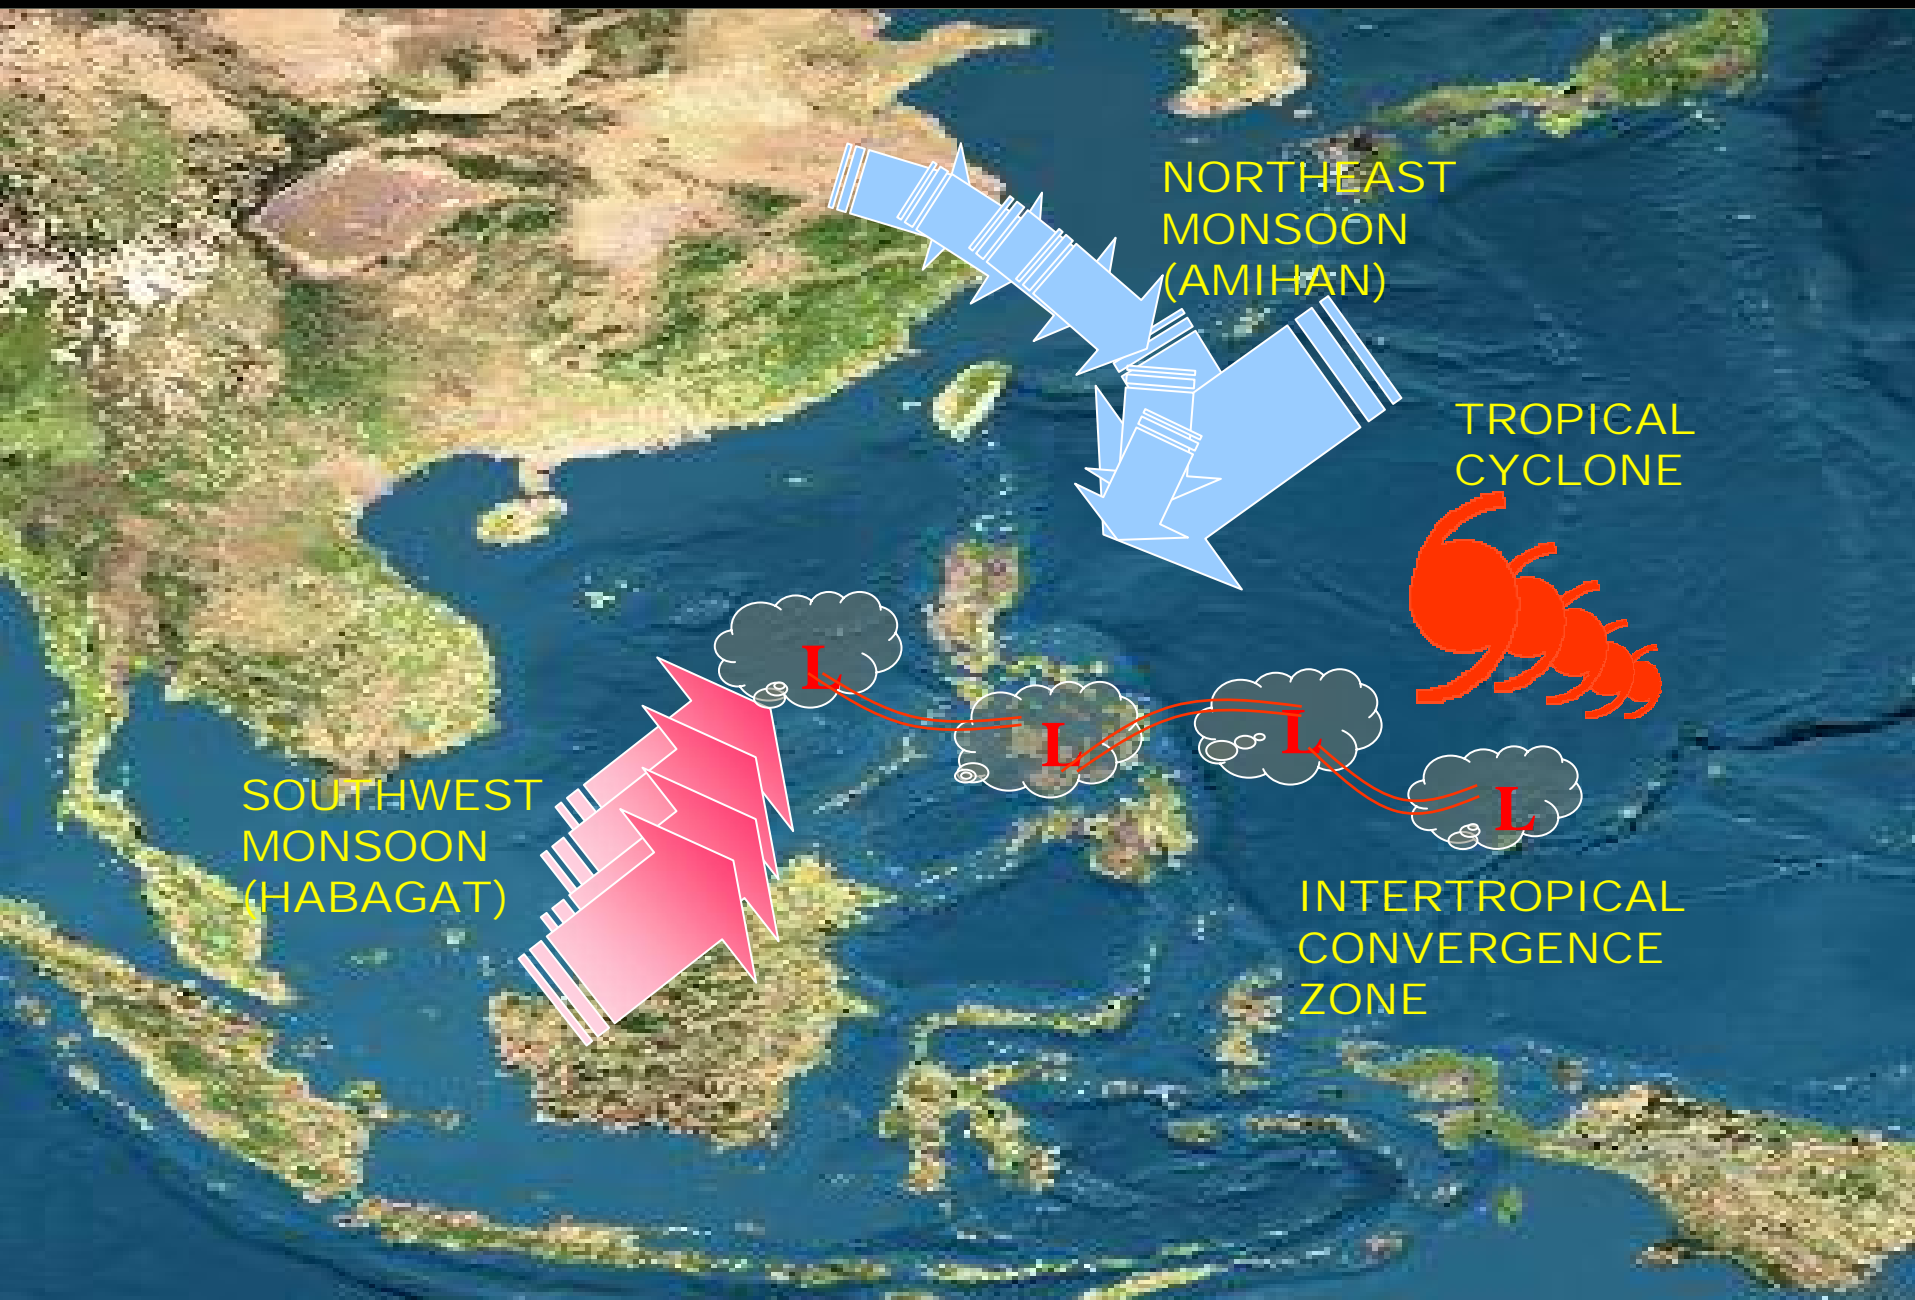 NORTHEAST
MONSOON
(AMIHAN)
TROPICAL
CYCLONE
L
L
L
L
SOUTHWEST
MONSOON
(HABAGAT)
INTERTROPICAL
CONVERGENCE
ZONE